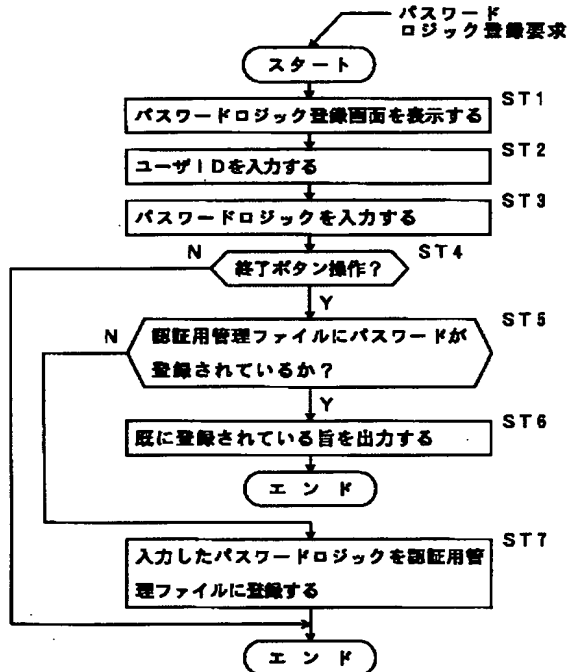 パスワード
ロジック登録要求
スタート
ST1
パスワードロジック登録画面を表示する
ST2
ユーザIDを入力する
ST3
パスワードロジックを入力する
N
ST4
終了ボタン操作？
Y
ST5
N
認証用管理ファイルにパスワードが
登録されているか？
Y
ST6
既に登録されている旨を出力する
エンド
ST7
入力したパスワードロジックを認証用管
理ファイルに登録する
エンド